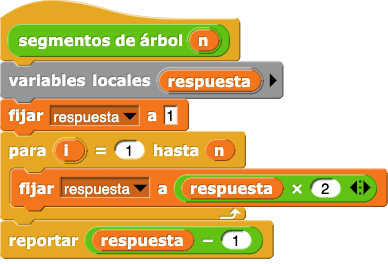 segmentos de árbol n
variables locales respuesta
fijar respuesta a 1
para i = 1 hasta n
fijar respuesta a respuesta × 2
reportar respuesta − 1